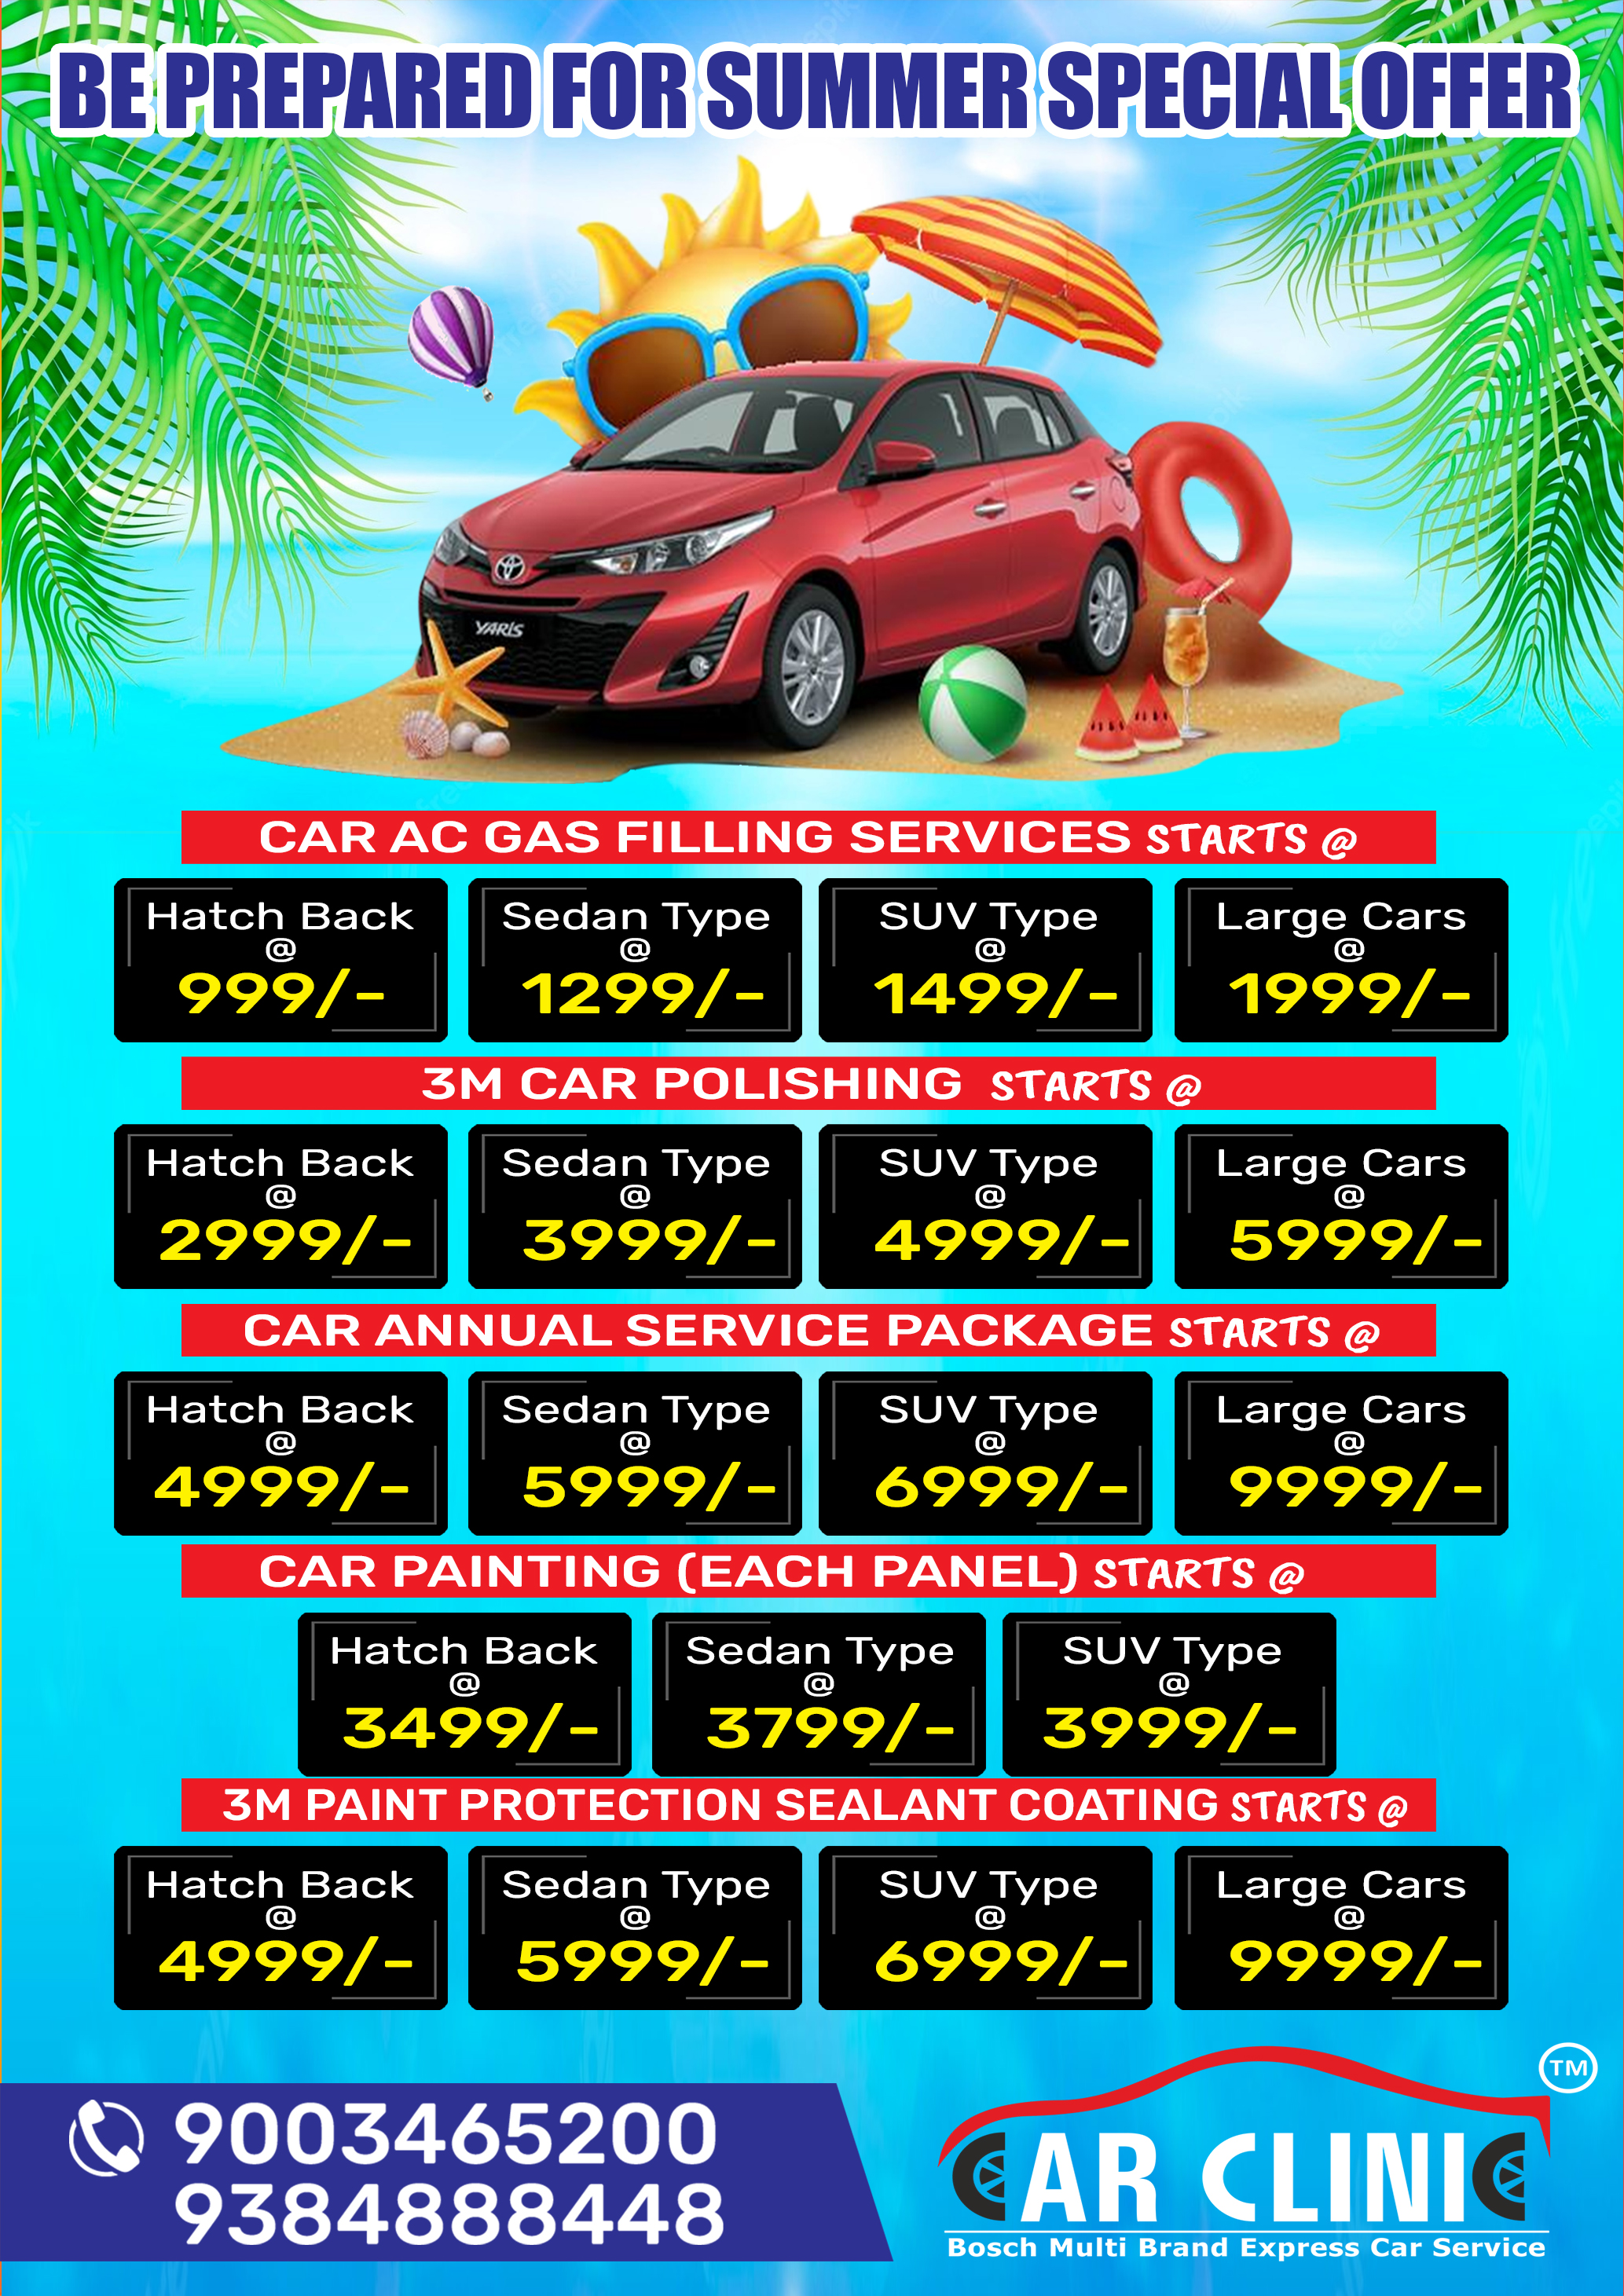 BE PREPARED FOR SUMMER SPECIAL OFFER
YARIS
CAR AC GAS FILLING SERVICES STARTS @
Hatch Back
@
999/-
Sedan Type
@
1299/-
SUV Type
@
1499/-
Large Cars
@
1999/-
3M CAR POLISHING STARTS @
Hatch Back
@
2999/-
Sedan Type
@
3999/-
SUV Type
@
4999/-
Large Cars
@
5999/-
CAR ANNUAL SERVICE PACKAGE STARTS @
Hatch Back
@
4999/-
Sedan Type
@
5999/-
SUV Type
@
6999/-
Large Cars
@
9999/-
CAR PAINTING (EACH PANEL) STARTS @
Hatch Back
@
3499/-
Sedan Type
@
3799/-
SUV Type
@
3999/-
3M PAINT PROTECTION SEALANT COATING STARTS @
Hatch Back
@
4999/-
Sedan Type
@
5999/-
SUV Type
@
6999/-
Large Cars
@
9999/-
9003465200
9384888448
TM
CAR CLINIC
Bosch Multi Brand Express Car Service